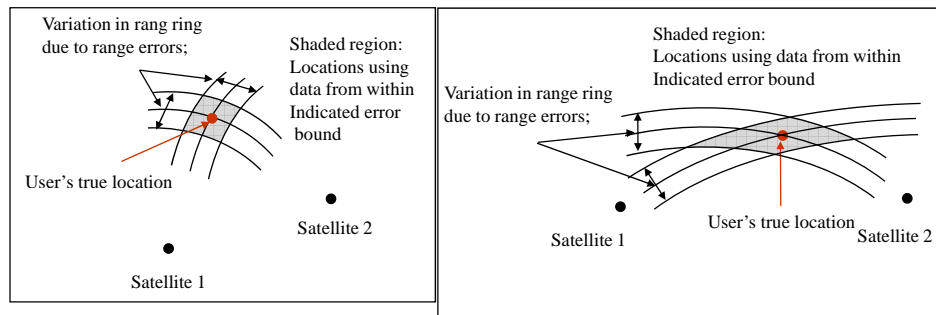 Variation in rang ring
due to range errors;
Shaded region:
Locations using
data from within
Indicated error
bound
User's true location
Satellite 2
Satellite 1
Shaded region:
Locations using data from within
Indicated error bound
Variation in range ring
due to range errors;
Satellite 1
User's true location
Satellite 2